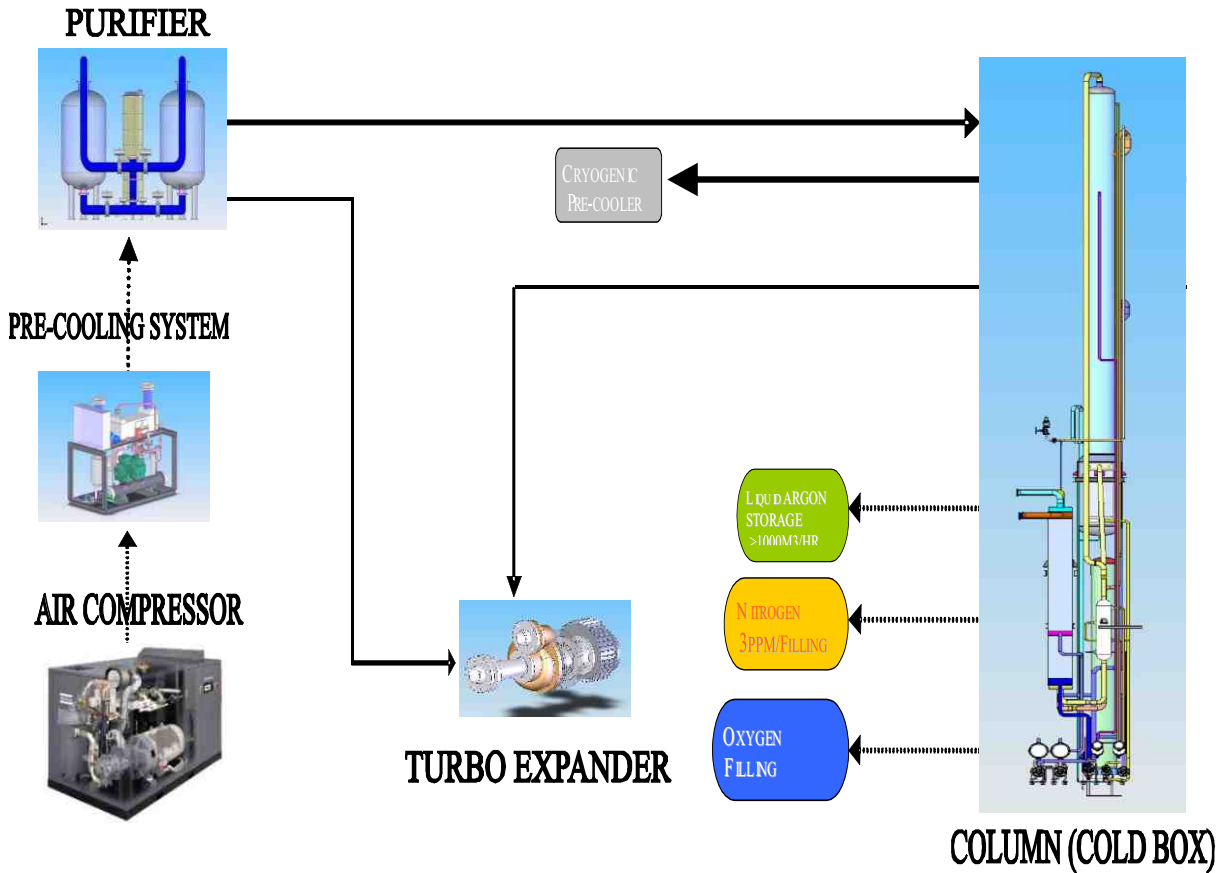 PURIFIER
CRYOGENIC
PRE-COOLER
PRE-COOLING SYSTEM
LIQUID ARGON
STORAGE
>1000M3/HR
AIR COMPRESSOR
NITROGEN
3PPM/FILLING
OXYGEN
FILLING
TURBO EXPANDER
COLUMN (COLD BOX)